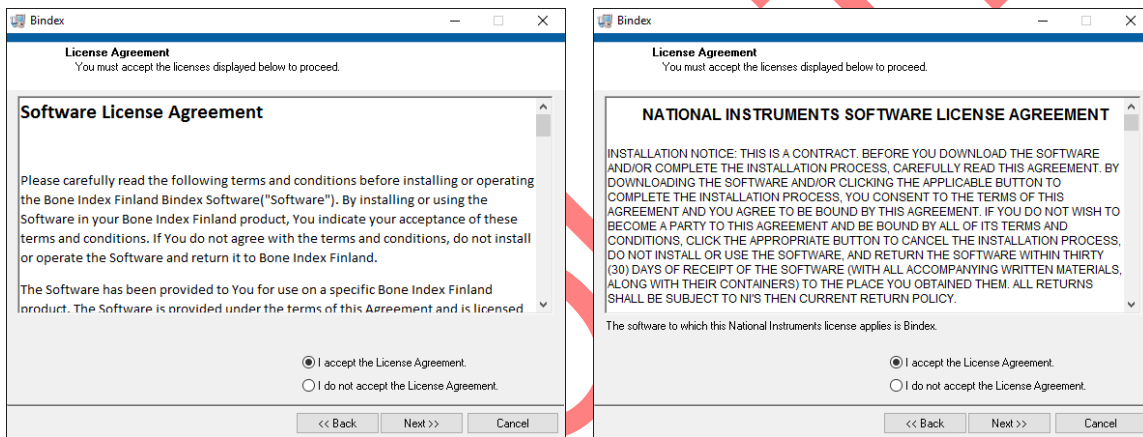 Bindex
License Agreement
You must accept the licenses displayed below to proceed.
Software License Agreement
Please carefully read the following terms and conditions before installing or operating
the Bone Index Finland Bindex Software("Software"). By installing or using the
Software in your Bone Index Finland product, You indicate your acceptance of these
terms and conditions. If You do not agree with the terms and conditions, do not install
or operate the Software and return it to Bone Index Finland.
The Software has been provided to You for use on a specific Bone Index Finland
product. The Software is provided under the terms of this Agreement and is licensed
I accept the License Agreement.
I do not accept the License Agreement.
<< Back
Next >>
Cancel
Bindex
License Agreement
You must accept the licenses displayed below to proceed.
NATIONAL INSTRUMENTS SOFTWARE LICENSE AGREEMENT
INSTALLATION NOTICE: THIS IS A CONTRACT. BEFORE YOU DOWNLOAD THE SOFTWARE
AND/OR COMPLETE THE INSTALLATION PROCESS, CAREFULLY READ THIS AGREEMENT. BY
DOWNLOADING THE SOFTWARE AND/OR CLICKING THE APPLICABLE BUTTON TO
COMPLETE THE INSTALLATION PROCESS, YOU CONSENT TO THE TERMS OF THIS
AGREEMENT AND YOU AGREE TO BE BOUND BY THIS AGREEMENT. IF YOU DO NOT WISH TO
BECOME A PARTY TO THIS AGREEMENT AND BE BOUND BY ALL OF ITS TERMS AND
CONDITIONS, CLICK THE APPROPRIATE BUTTON TO CANCEL THE INSTALLATION PROCESS,
DO NOT INSTALL OR USE THE SOFTWARE, AND RETURN THE SOFTWARE WITHIN THIRTY
(30) DAYS OF RECEIPT OF THE SOFTWARE (WITH ALL ACCOMPANYING WRITTEN MATERIALS,
ALONG WITH THEIR CONTAINERS) TO THE PLACE YOU OBTAINED THEM. ALL RETURNS
SHALL BE SUBJECT TO NI'S THEN CURRENT RETURN POLICY.
The software to which this National Instruments license applies is Bindex.
I accept the License Agreement.
I do not accept the License Agreement.
<< Back
Next >>
Cancel